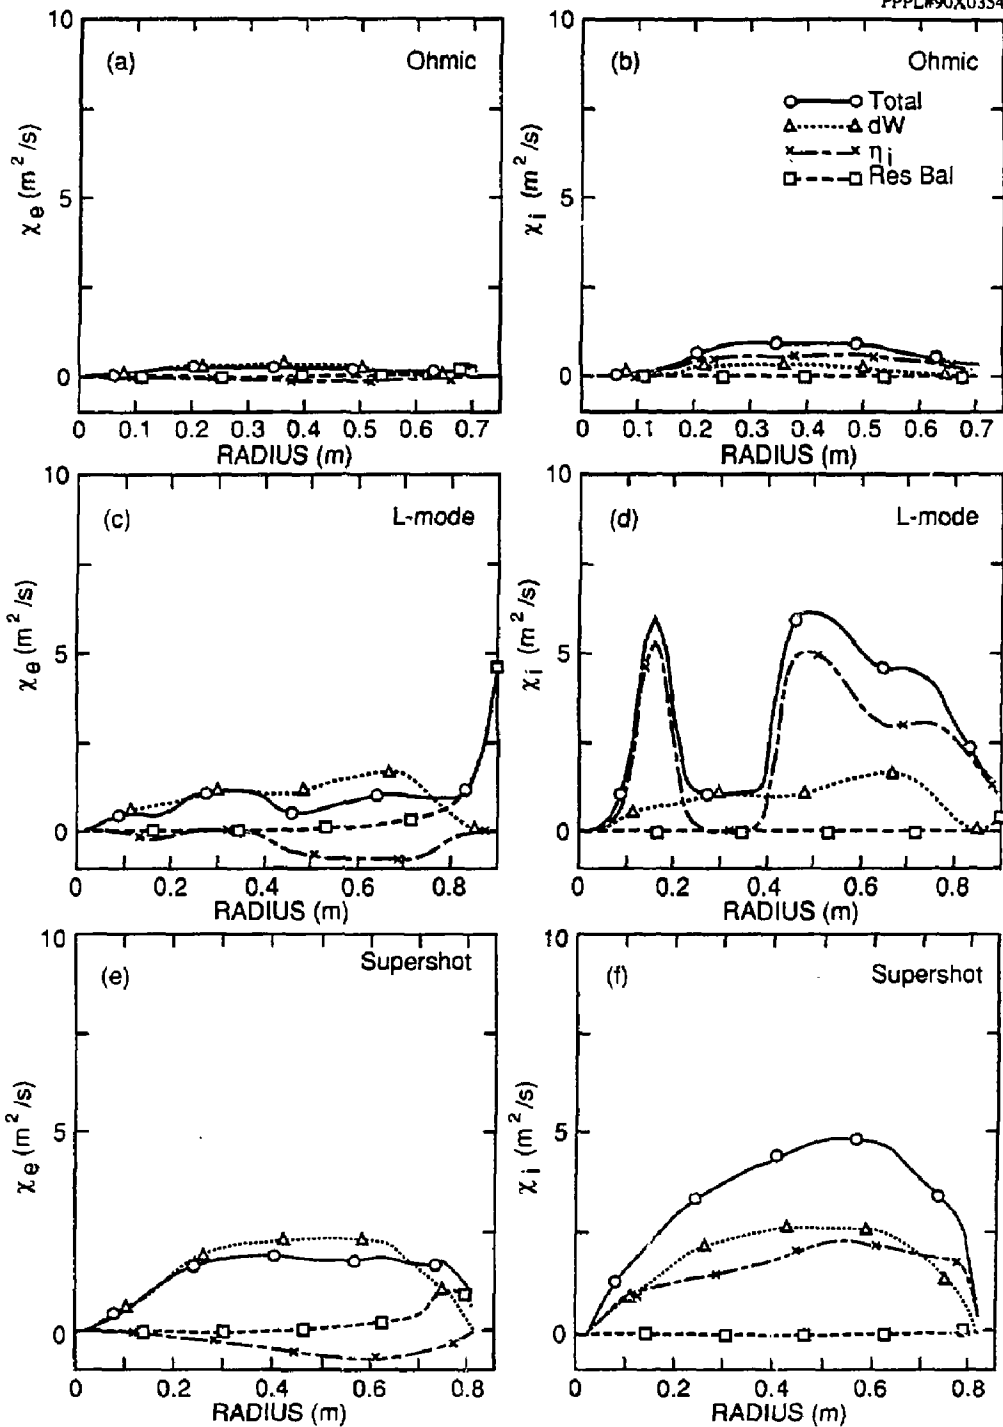 PPPL#90X0354
(a) Ohmic
10
5
0
χe (m²/s)
0 0.1 0.2 0.3 0.4 0.5 0.6 0.7
RADIUS (m)
(b) Ohmic
Total
dW
ηi
Res Bal
10
5
0
χi (m²/s)
0 0.1 0.2 0.3 0.4 0.5 0.6 0.7
RADIUS (m)
(c) L-mode
10
5
0
χe (m²/s)
0 0.2 0.4 0.6 0.8
RADIUS (m)
(d) L-mode
10
5
0
χi (m²/s)
0 0.2 0.4 0.6 0.8
RADIUS (m)
(e) Supershot
10
5
0
χe (m²/s)
0 0.2 0.4 0.6 0.8
RADIUS (m)
(f) Supershot
10
5
0
χi (m²/s)
0 0.2 0.4 0.6 0.8
RADIUS (m)